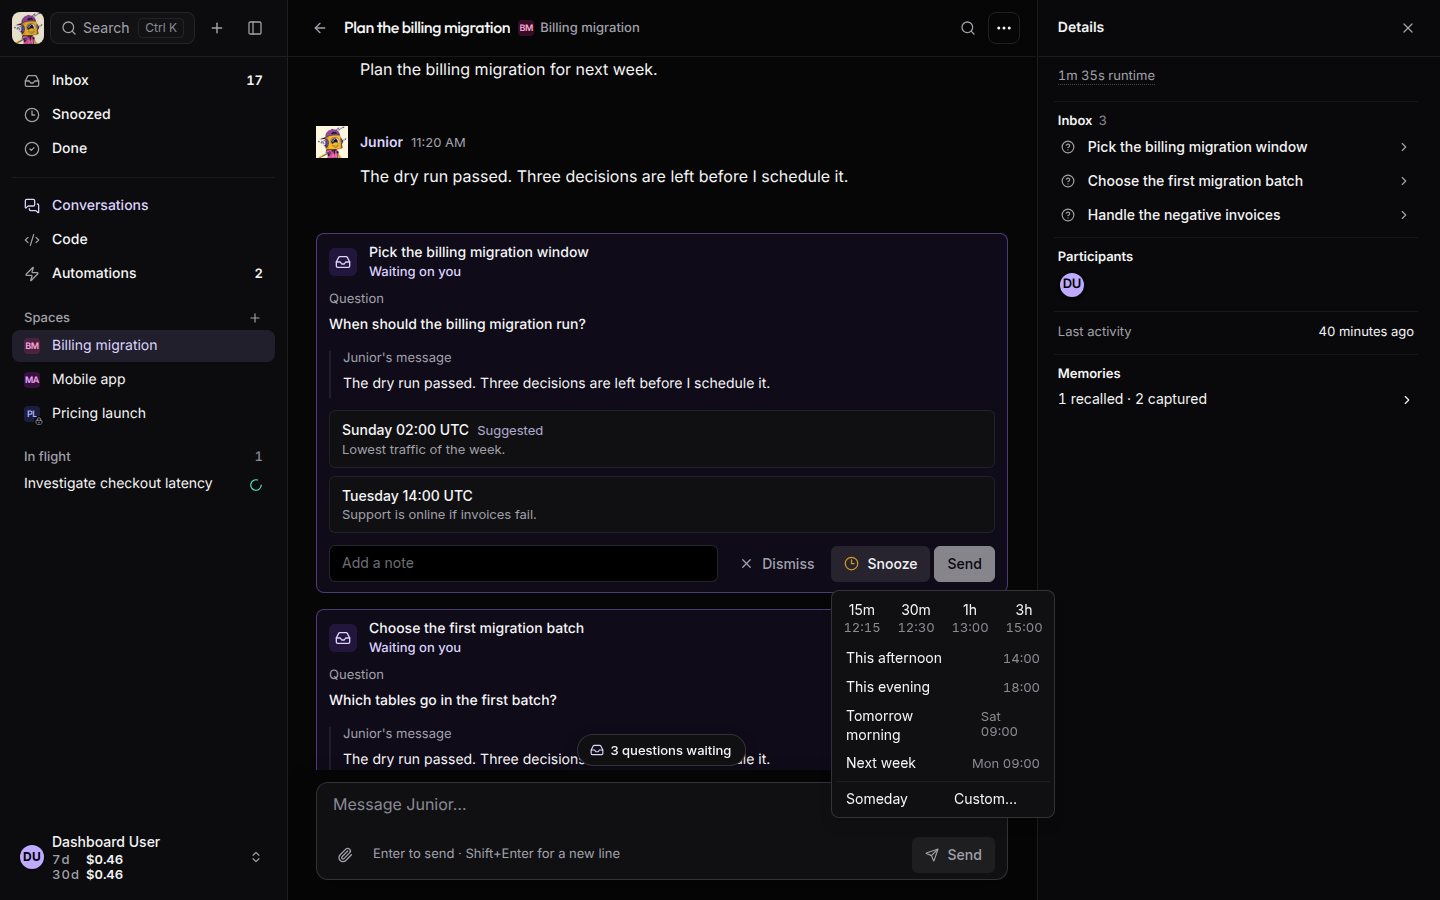 Search Ctrl K
Inbox 17
Snoozed
Done
Conversations
Code
Automations 2
Spaces
BM Billing migration
MA Mobile app
PL Pricing launch
In flight 1
Investigate checkout latency
DU Dashboard User
7d $0.46
30d $0.46
Plan the billing migration BM Billing migration
Plan the billing migration for next week.
Junior 11:20 AM
The dry run passed. Three decisions are left before I schedule it.
Pick the billing migration window
Waiting on you
Question
When should the billing migration run?
Junior's message
The dry run passed. Three decisions are left before I schedule it.
Sunday 02:00 UTC Suggested
Lowest traffic of the week.
Tuesday 14:00 UTC
Support is online if invoices fail.
Add a note Dismiss Snooze Send
15m 30m 1h 3h
12:15 12:30 13:00 15:00
This afternoon 14:00
This evening 18:00
Tomorrow morning Sat 09:00
Next week Mon 09:00
Someday Custom...
Choose the first migration batch
Waiting on you
Question
Which tables go in the first batch?
Junior's message
The dry run passed. Three decisions le it.
3 questions waiting
Message Junior...
Enter to send · Shift+Enter for a new line Send
Details
1m 35s runtime
Inbox 3
Pick the billing migration window
Choose the first migration batch
Handle the negative invoices
Participants
DU
Last activity 40 minutes ago
Memories
1 recalled · 2 captured